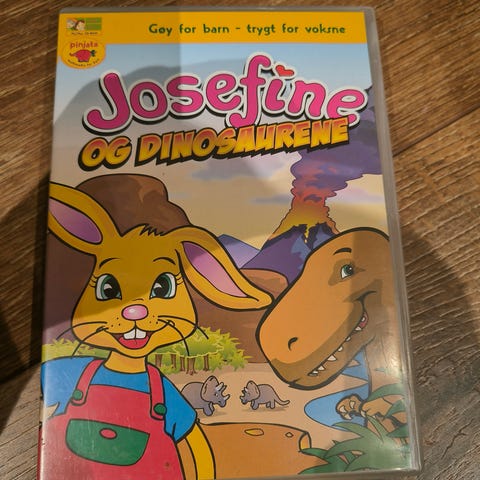 Gøy for barn - trygt for voksne
pinjata
Josefine
OG DINOSAURENE